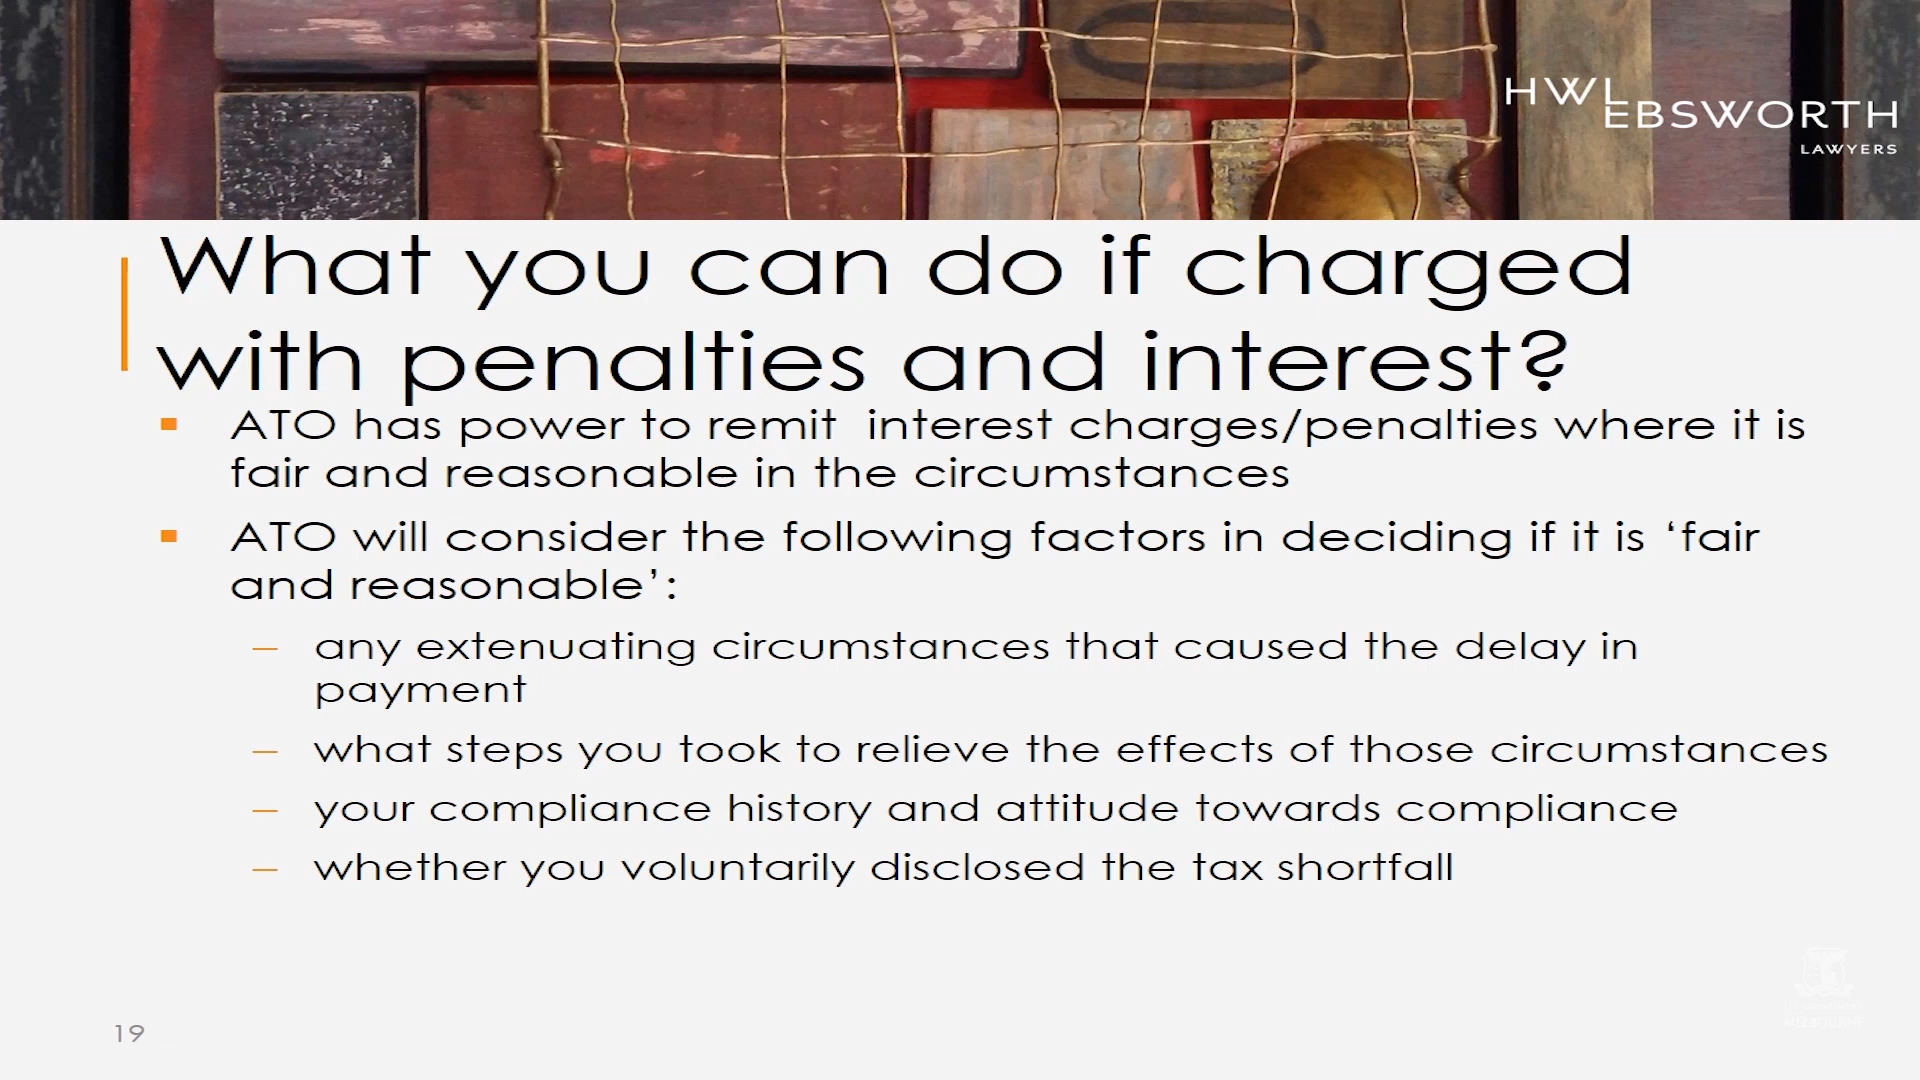 HWL
EBSWORTH
LAWYERS
What you can do if charged
with penalties and interest?
▪ ATO has power to remit  interest charges/penalties where it is
fair and reasonable in the circumstances
▪ ATO will consider the following factors in deciding if it is ‘fair
and reasonable’:
– any extenuating circumstances that caused the delay in
payment
– what steps you took to relieve the effects of those circumstances
– your compliance history and attitude towards compliance
– whether you voluntarily disclosed the tax shortfall
19
MELBOURNE